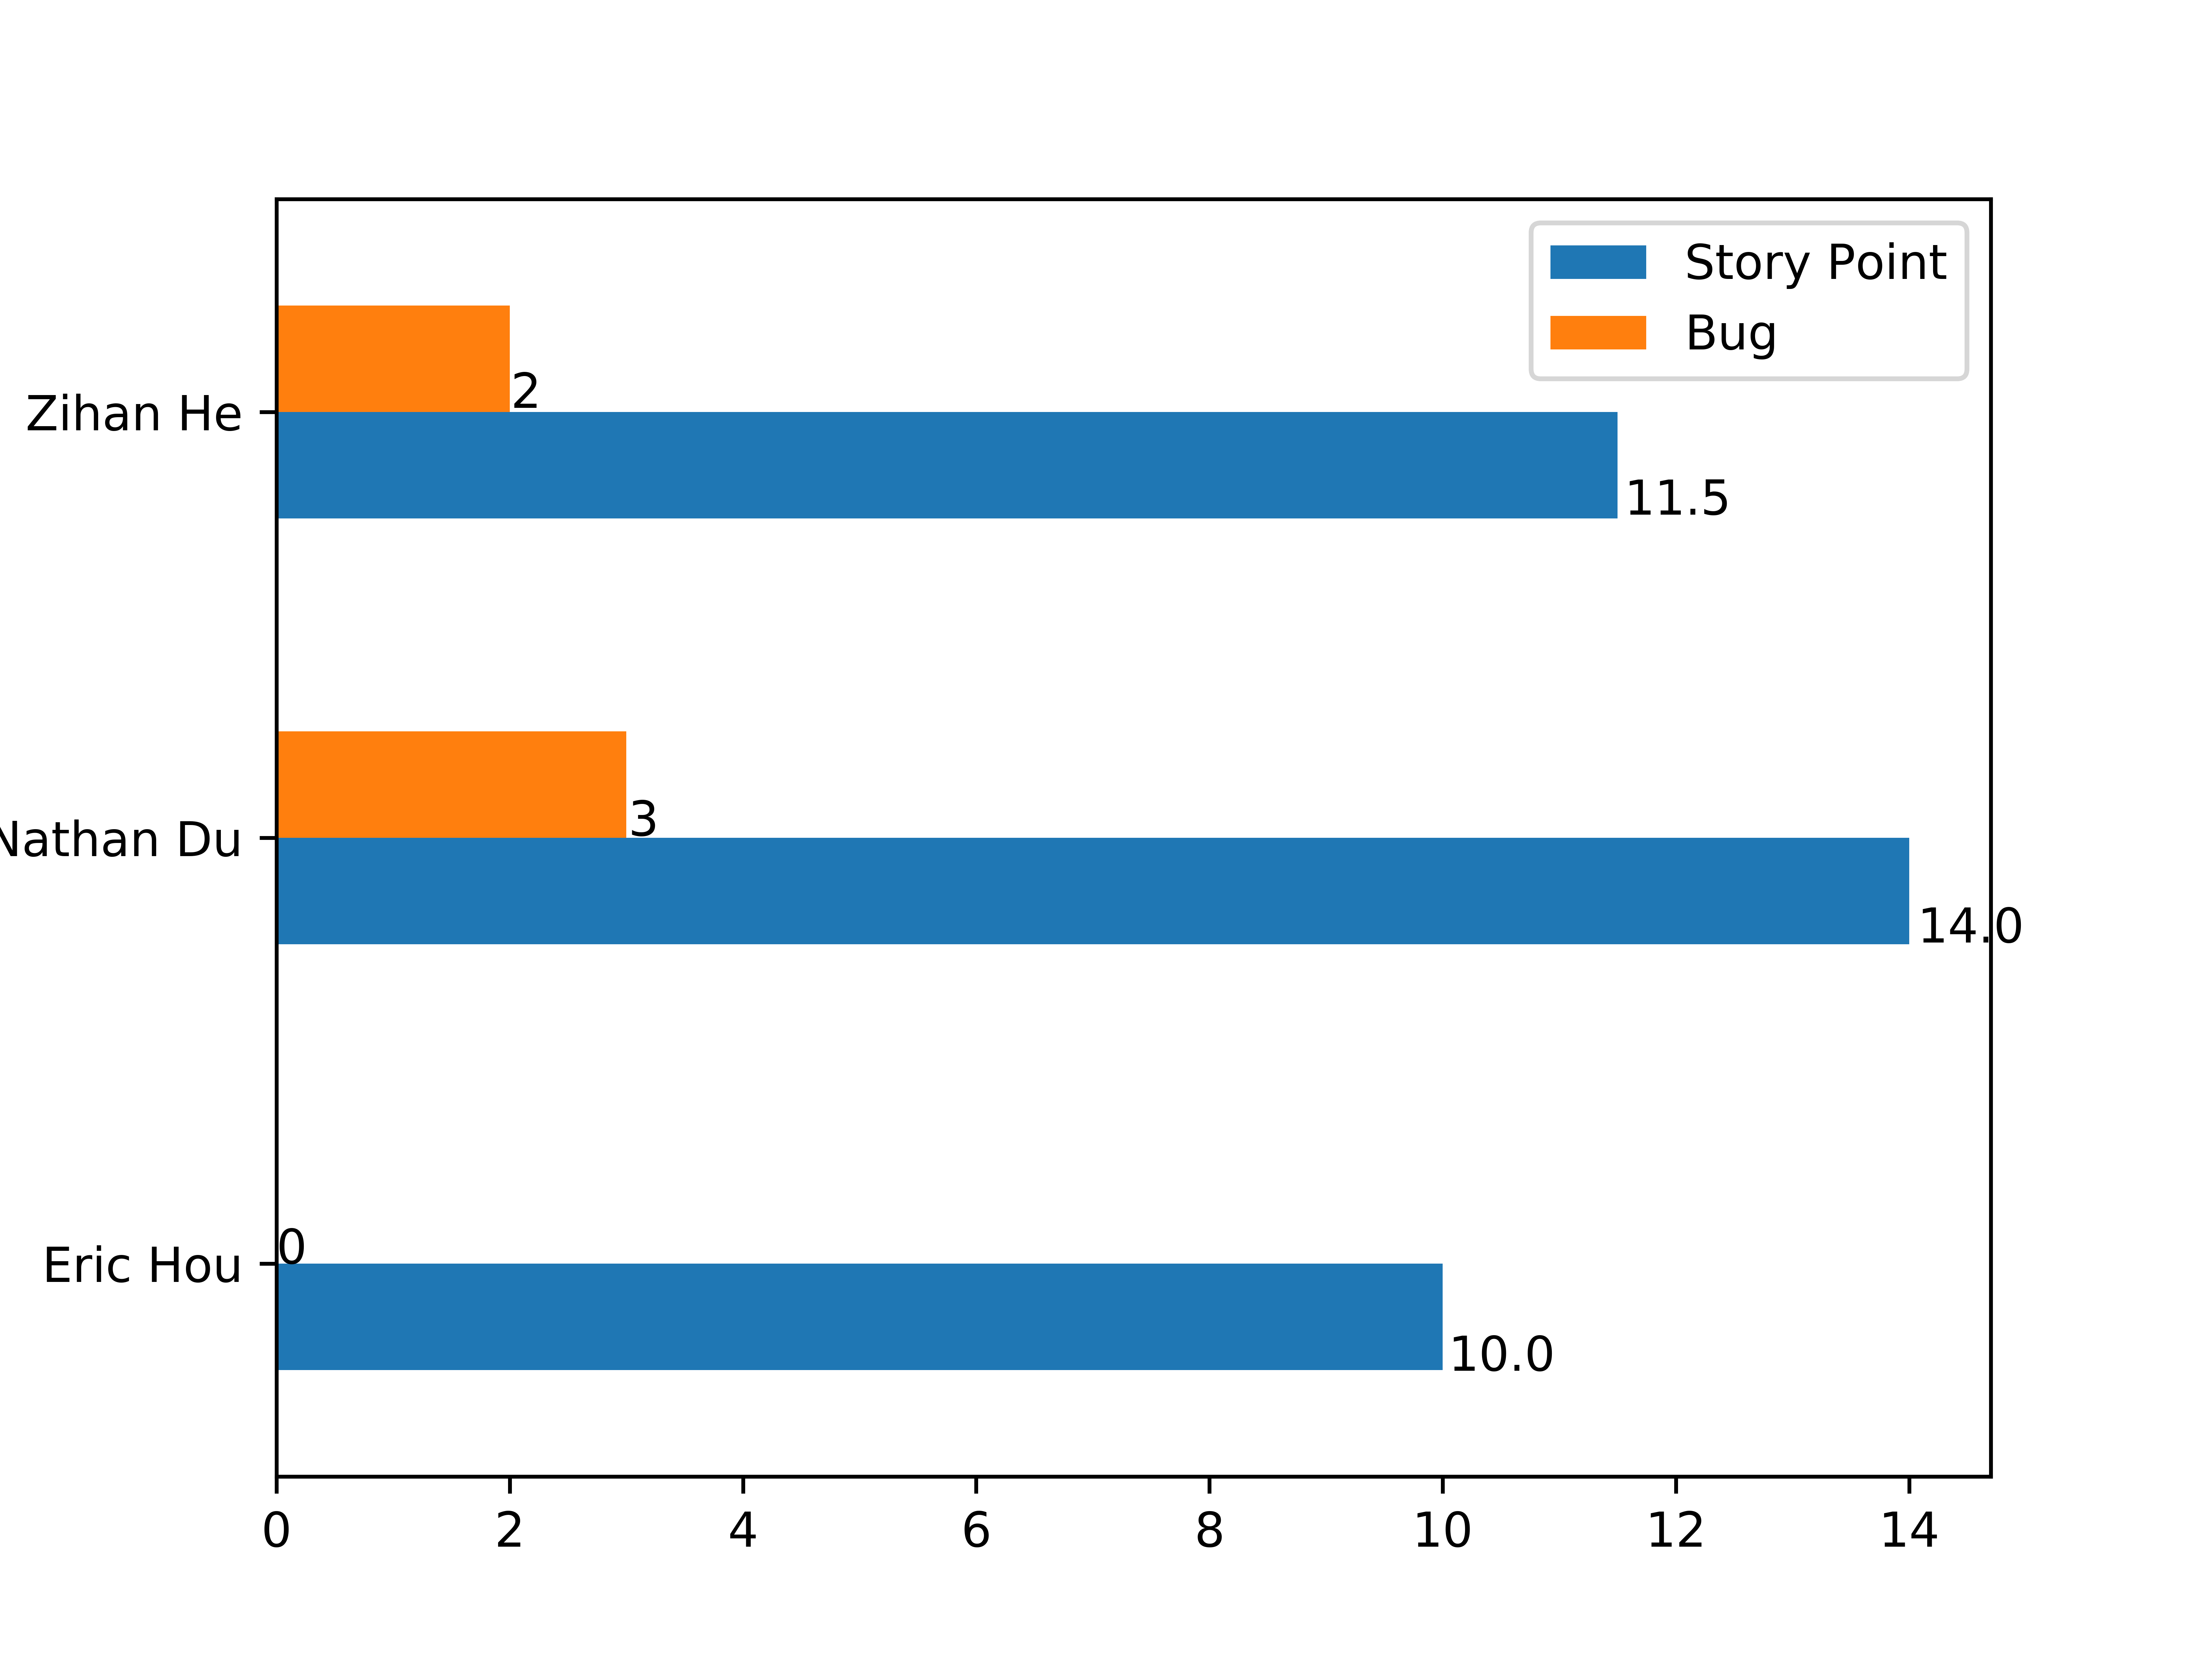 Story Point
Bug
2
Zihan He
11.5
3
Nathan Du
14.0
0
Eric Hou
10.0
0 2 4 6 8 10 12 14